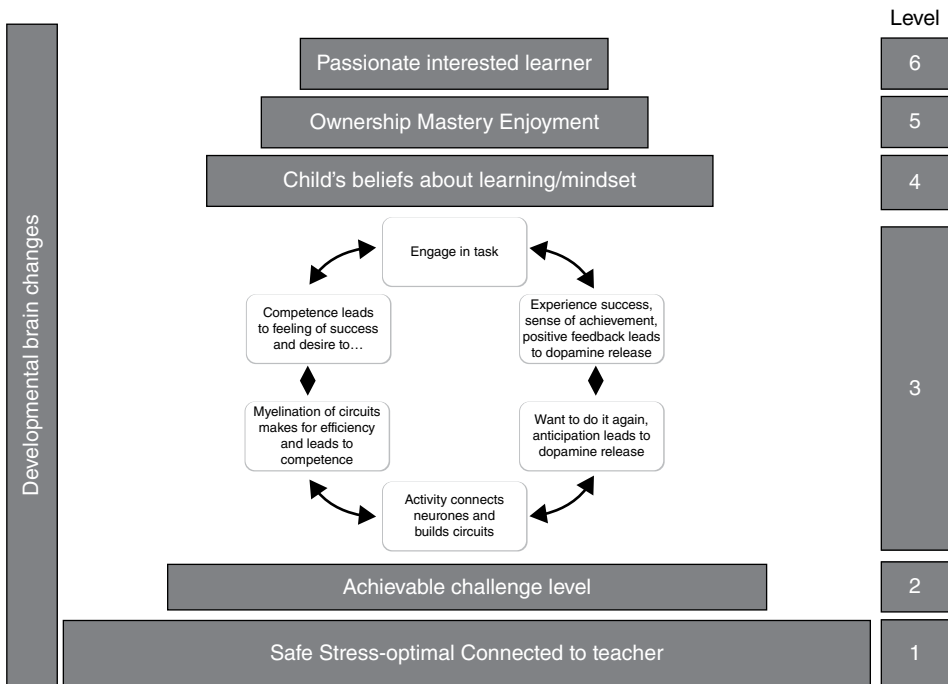 Level
Passionate interested learner
6
Ownership Mastery Enjoyment
5
Child's beliefs about learning/mindset
4
Developmental brain changes
Engage in task
Competence leads
to feeling of success
and desire to…
Experience success,
sense of achievement,
positive feedback leads
to dopamine release
Myelination of circuits
makes for efficiency
and leads to
competence
Want to do it again,
anticipation leads to
dopamine release
Activity connects
neurones and
builds circuits
3
Achievable challenge level
2
Safe Stress-optimal Connected to teacher
1